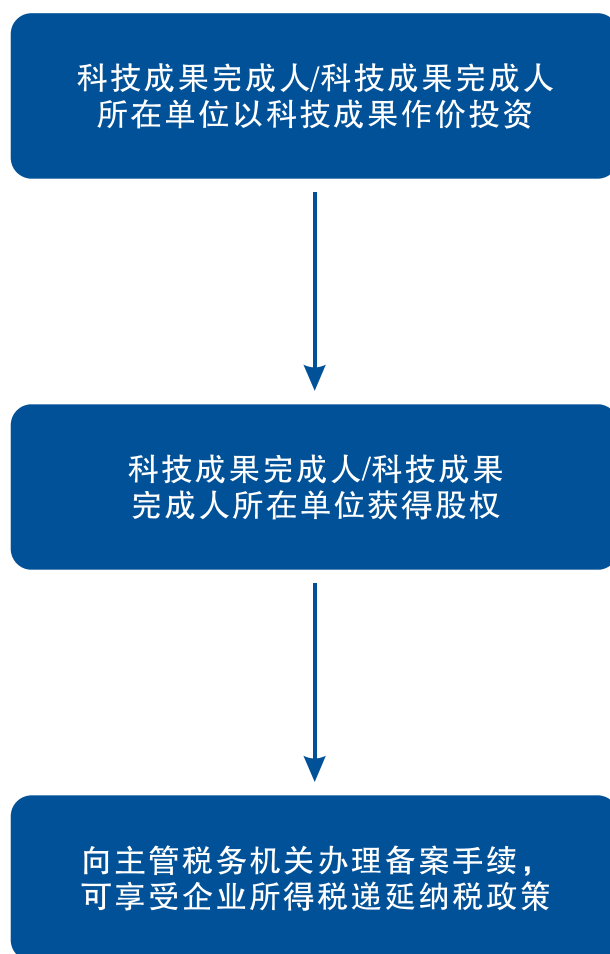 科技成果完成人/科技成果完成人
所在单位以科技成果作价投资
科技成果完成人/科技成果
完成人所在单位获得股权
向主管税务机关办理备案手续，
可享受企业所得税递延纳税政策